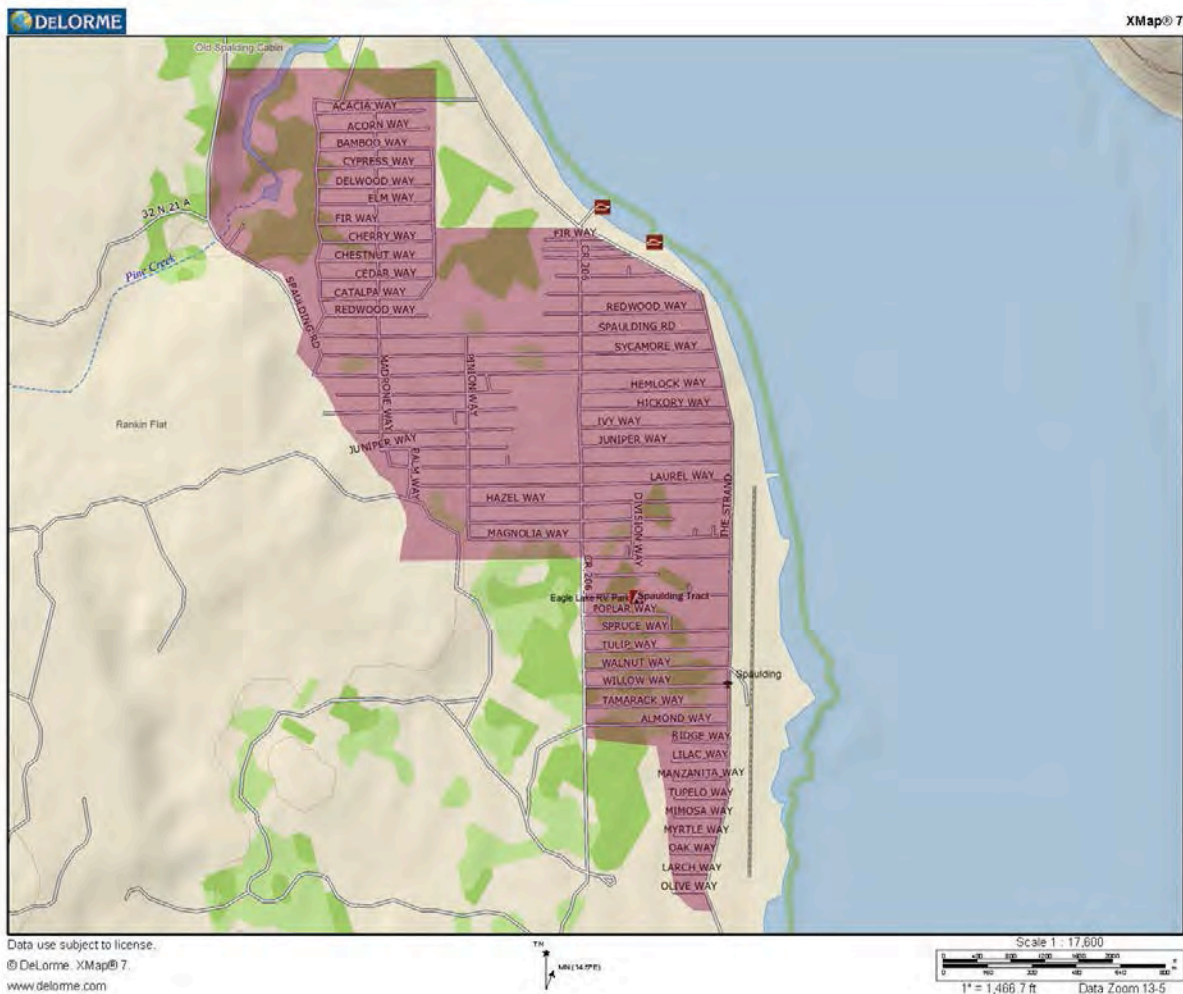 DELORME
XMap® 7
Old Spalding Cabin
ACACIA WAY
ACORN WAY
BAMBOO WAY
CYPRESS WAY
DELWOOD WAY
ELM WAY
32 N 21 A
FIR WAY
FIR WAY
CHERRY WAY
CHESTNUT WAY
CR 206
Pine Creek
CEDAR WAY
CATALPA WAY
SPAULDING RD
REDWOOD WAY
REDWOOD WAY
SPAULDING RD
SYCAMORE WAY
MADRONE WAY
PINION WAY
HEMLOCK WAY
HICKORY WAY
Rankin Flat
IVY WAY
JUNIPER WAY
JUNIPER WAY
PALM WAY
LAUREL WAY
THE STRAND
HAZEL WAY
DIVISION WAY
MAGNOLIA WAY
CR 206
Eagle Lake RV Park
Spaulding Tract
POPLAR WAY
SPRUCE WAY
TULIP WAY
WALNUT WAY
Spaulding
WILLOW WAY
TAMARACK WAY
ALMOND WAY
RIDGE WAY
LILAC WAY
MANZANITA WAY
TUPELO WAY
MIMOSA WAY
MYRTLE WAY
OAK WAY
LARCH WAY
OLIVE WAY
Data use subject to license.
© DeLorme. XMap® 7.
www.delorme.com
TN
MN
Scale 1 : 17,600
1" = 1,466.7 ft
Data Zoom 13-5